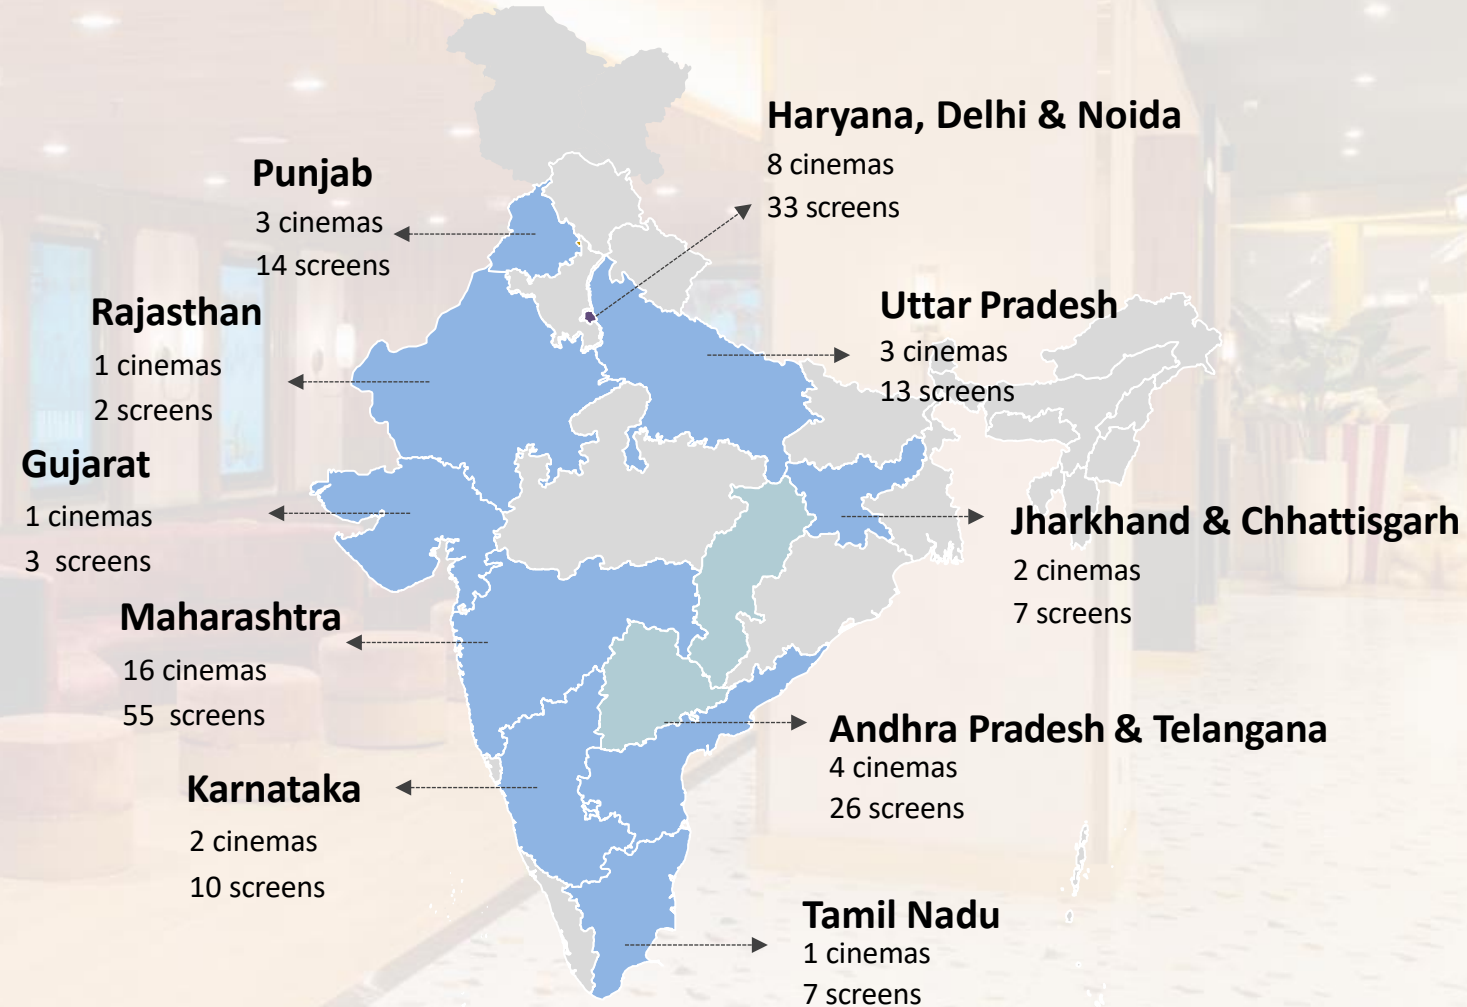 Haryana, Delhi & Noida
8 cinemas
33 screens
Punjab
3 cinemas
14 screens
Rajasthan
1 cinemas
2 screens
Uttar Pradesh
3 cinemas
13 screens
Gujarat
1 cinemas
3 screens
Jharkhand & Chhattisgarh
2 cinemas
7 screens
Maharashtra
16 cinemas
55 screens
Andhra Pradesh & Telangana
4 cinemas
26 screens
Karnataka
2 cinemas
10 screens
Tamil Nadu
1 cinemas
7 screens